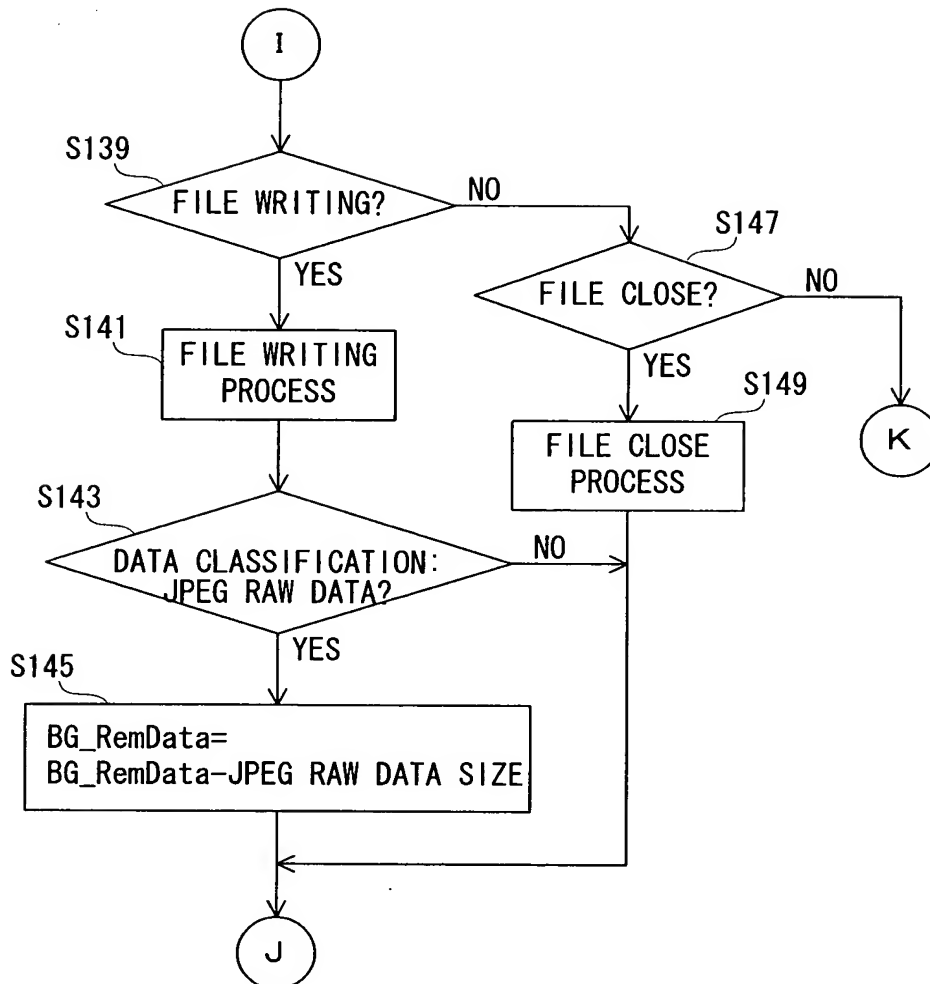 I
S139
FILE WRITING?
NO
YES
S147
FILE CLOSE?
NO
YES
S141
FILE WRITING
PROCESS
S149
FILE CLOSE
PROCESS
K
S143
DATA CLASSIFICATION:
JPEG RAW DATA?
NO
YES
S145
BG_RemData=
BG_RemData-JPEG RAW DATA SIZE
J